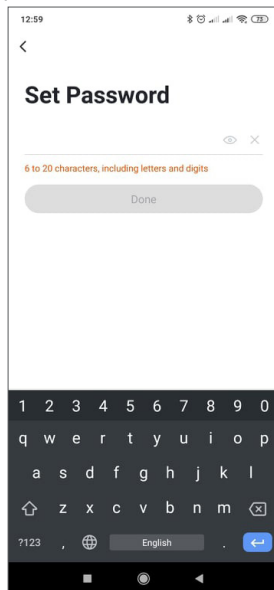 12:59
73
Set Password
6 to 20 characters, including letters and digits
Done
1 2 3 4 5 6 7 8 9 0
q w e r t y u i o p
a s d f g h j k l
z x c v b n m
?123 , English .